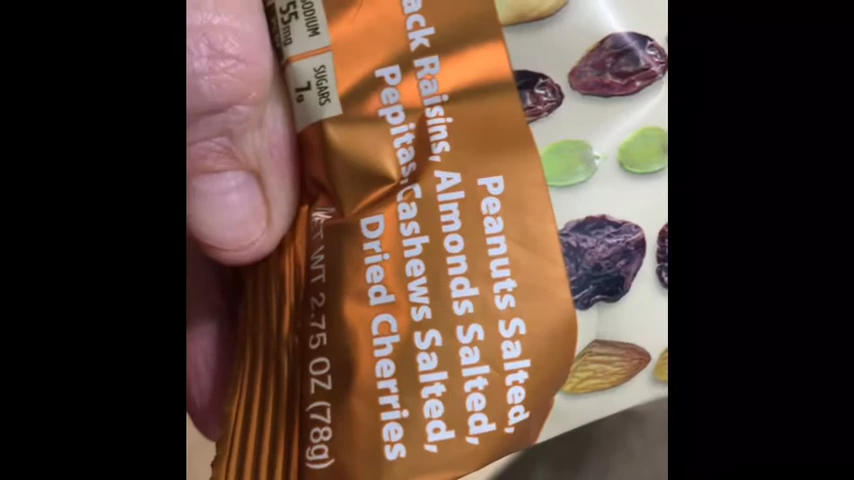 Peanuts Salted,
ack Raisins, Almonds Salted,
Pepitas, Cashews Salted,
Dried Cherries
NET WT 2.75 OZ (78g)
SODIUM
55mg
SUGARS
7g